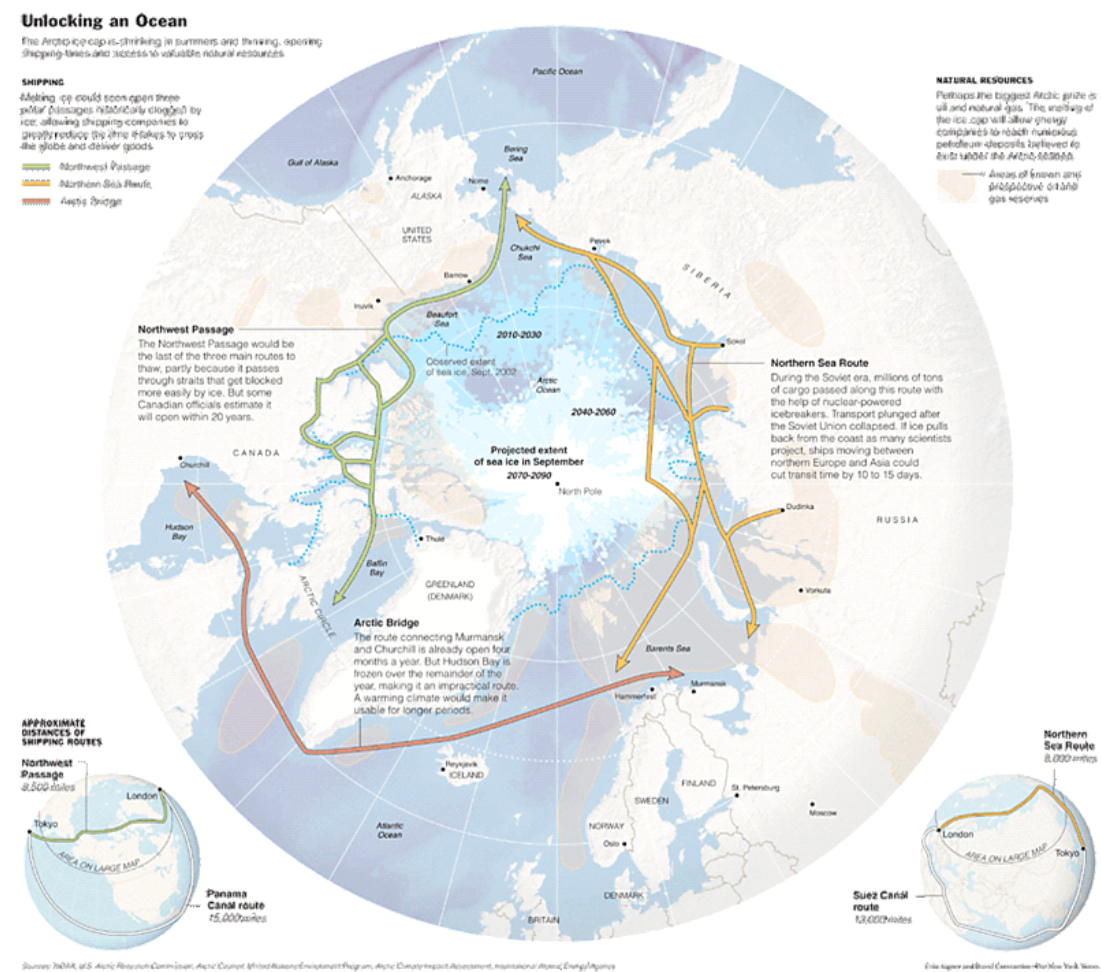 Unlocking an Ocean
The Arctic ice cap is shrinking in summers and thinning, opening
shipping lanes and access to valuable natural resources
SHIPPING
Melting ice could soon open three
polar passages historically clogged by
ice, allowing shipping companies to
greatly reduce the time it takes to cross
the globe and deliver goods.
Northwest Passage
Northern Sea Route
Arctic Bridge
NATURAL RESOURCES
Perhaps the biggest Arctic prize is
oil and natural gas. The melting of
the ice cap will allow energy
companies to reach numerous
petroleum deposits believed to
exist under the Arctic seabed.
Areas of known and
prospective oil and
gas reserves
Pacific Ocean
Bering
Sea
Gulf of Alaska
Anchorage
Nome
ALASKA
UNITED
STATES
Chukchi
Sea
Pevek
SIBERIA
Barrow
Inuvik
Beaufort
Sea
2010-2030
Sokol
Northwest Passage
The Northwest Passage would be
the last of the three main routes to
thaw, partly because it passes
through straits that get blocked
more easily by ice. But some
Canadian officials estimate it
will open within 20 years.
Observed extent
of sea ice, Sept. 2002
Arctic
Ocean
2040-2060
Northern Sea Route
During the Soviet era, millions of tons
of cargo passed along this route with
the help of nuclear-powered
icebreakers. Transport plunged after
the Soviet Union collapsed. If ice pulls
back from the coast as many scientists
project, ships moving between
northern Europe and Asia could
cut transit time by 10 to 15 days.
CANADA
Churchill
Projected extent
of sea ice in September
2070-2090
North Pole
Hudson
Bay
Dudinka
RUSSIA
Thule
Baffin
Bay
GREENLAND
(DENMARK)
ARCTIC CIRCLE
Vorkuta
Arctic Bridge
The route connecting Murmansk
and Churchill is already open four
months a year. But Hudson Bay is
frozen over the remainder of the
year, making it an impractical route.
A warming climate would make it
usable for longer periods.
Barents Sea
Hammerfest
Murmansk
Reykjavik
ICELAND
FINLAND
St. Petersburg
SWEDEN
Moscow
NORWAY
Oslo
Atlantic
Ocean
DENMARK
BRITAIN
APPROXIMATE
DISTANCES OF
SHIPPING ROUTES
Northwest
Passage
London
Tokyo
AREA ON LARGE MAP
Panama
Canal route
15,000 miles
Northern
Sea Route
8,000 miles
London
AREA ON LARGE MAP
Tokyo
Suez Canal
route
13,000 miles